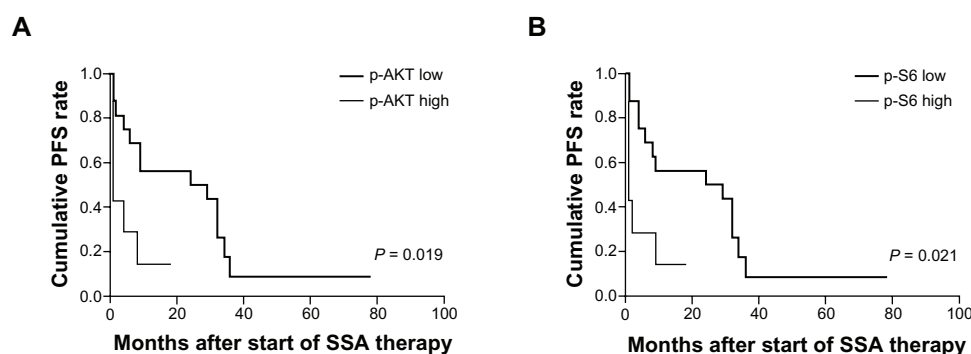 A
Cumulative PFS rate
1.0
0.8
0.6
0.4
0.2
0.0
p-AKT low
p-AKT high
P = 0.019
0 20 40 60 80 100
Months after start of SSA therapy
B
Cumulative PFS rate
1.0
0.8
0.6
0.4
0.2
0.0
p-S6 low
p-S6 high
P = 0.021
0 20 40 60 80 100
Months after start of SSA therapy